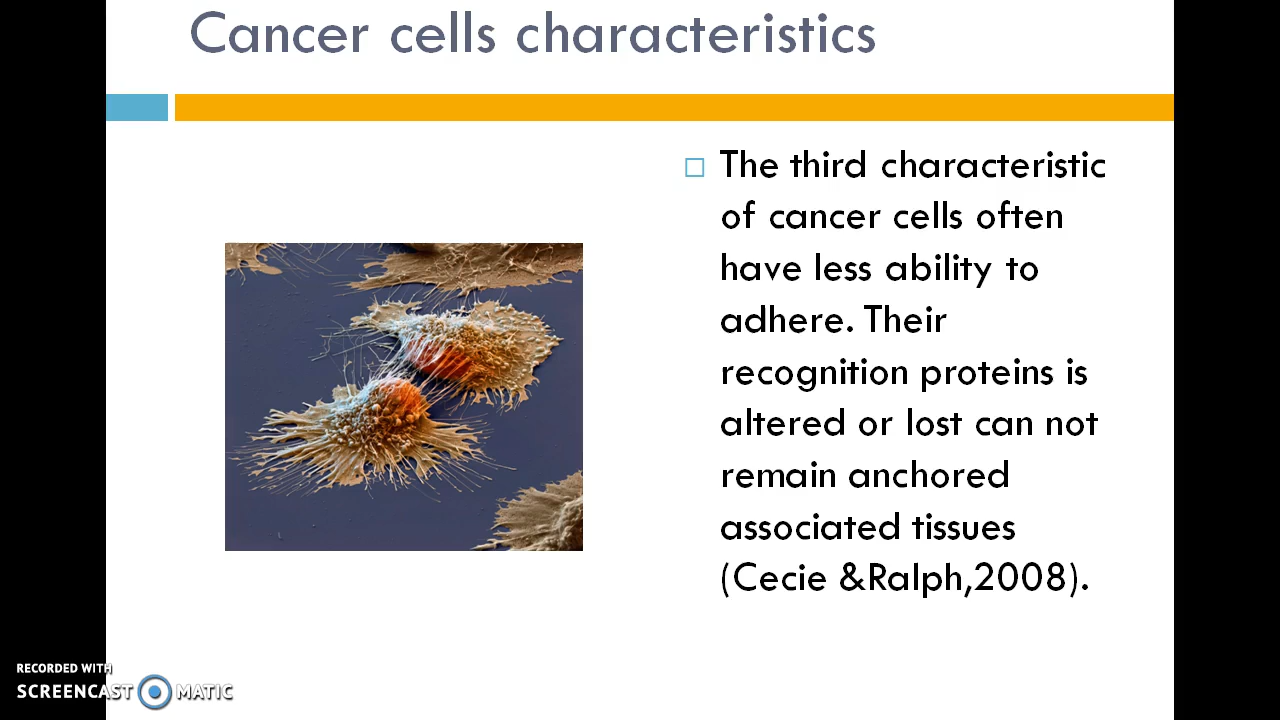 Cancer cells characteristics
The third characteristic
of cancer cells often
have less ability to
adhere. Their
recognition proteins is
altered or lost can not
remain anchored
associated tissues
(Cecie &Ralph,2008).
RECORDED WITH
SCREENCAST MATIC